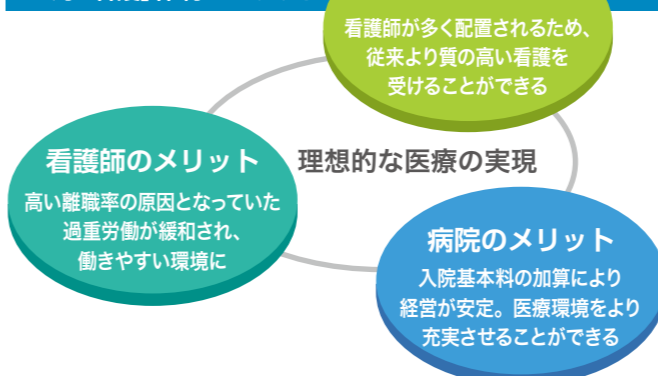 看護師が多く配置されるため、
従来より質の高い看護を
受けることができる
看護師のメリット
高い離職率の原因となっていた
過重労働が緩和され、
働きやすい環境に
理想的な医療の実現
病院のメリット
入院基本料の加算により
経営が安定。医療環境をより
充実させることができる